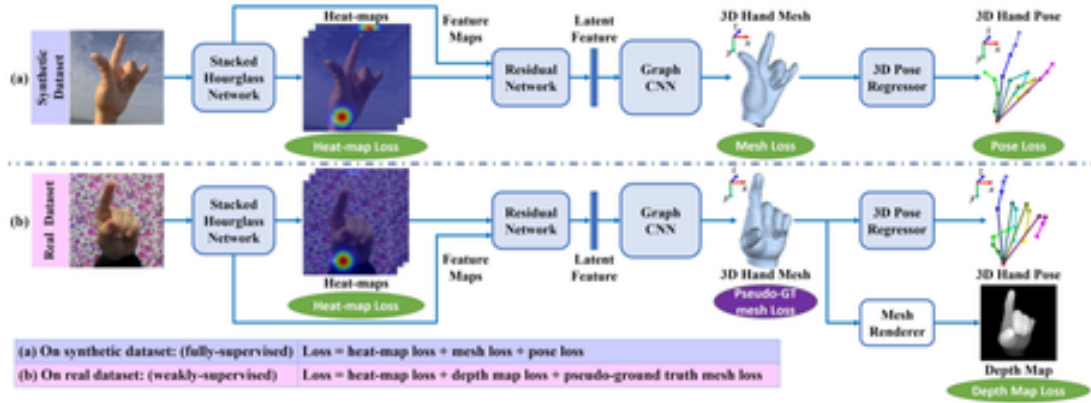 (a)
Synthetic
Dataset
Stacked
Hourglass
Network
Heat-maps
Heat-map Loss
Feature
Maps
Residual
Network
Latent
Feature
Graph
CNN
3D Hand Mesh
Mesh Loss
3D Pose
Regressor
3D Hand Pose
Pose Loss
(b)
Real Dataset
Stacked
Hourglass
Network
Heat-maps
Heat-map Loss
Feature
Maps
Residual
Network
Latent
Feature
Graph
CNN
3D Hand Mesh
Pseudo-GT
mesh Loss
3D Pose
Regressor
3D Hand Pose
Mesh
Renderer
Depth Map
Depth Map Loss
(a) On synthetic dataset: (fully-supervised) Loss = heat-map loss + mesh loss + pose loss
(b) On real dataset: (weakly-supervised) Loss = heat-map loss + depth map loss + pseudo-ground truth mesh loss